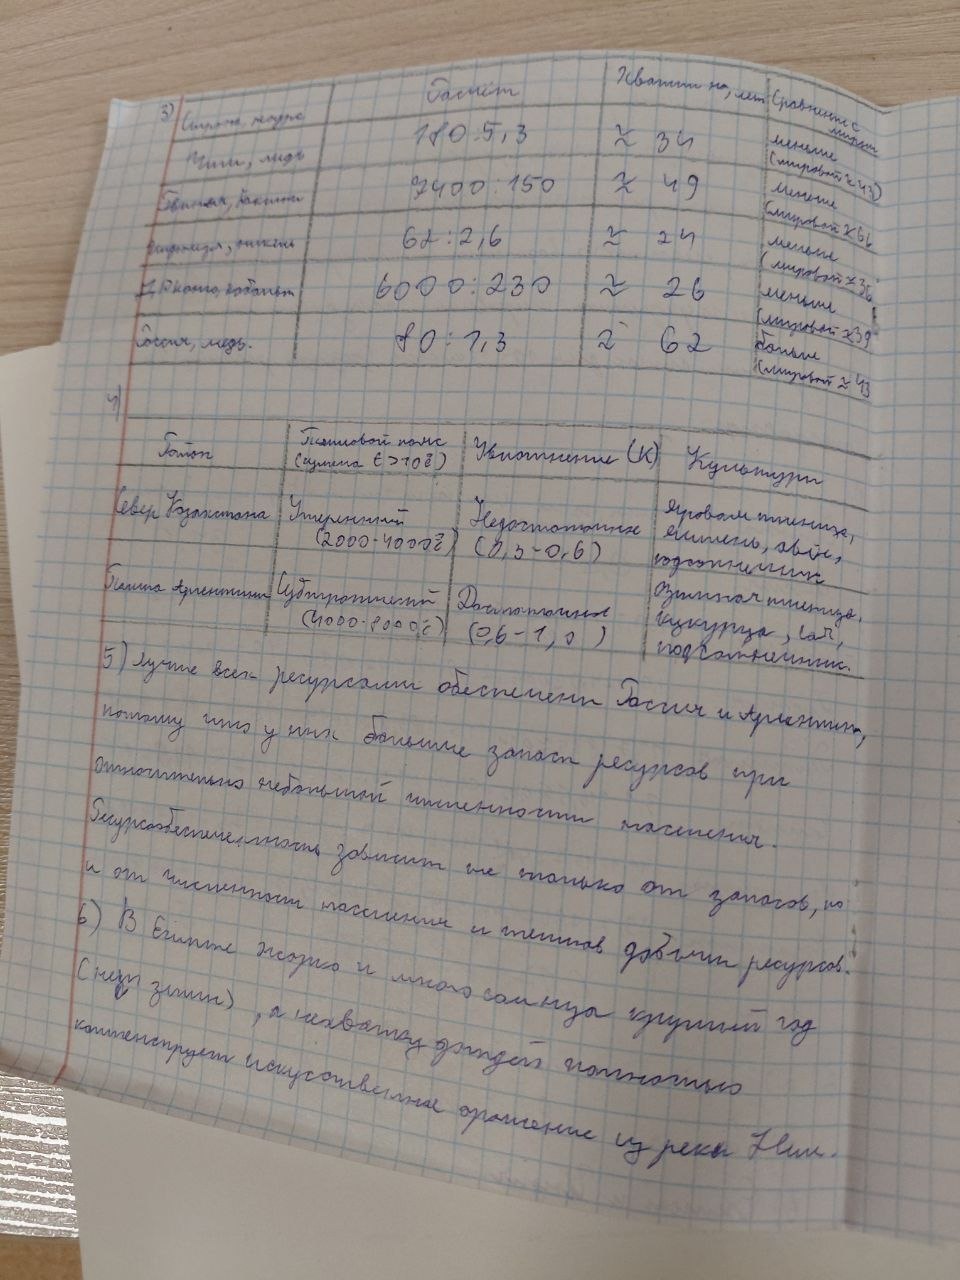 3) Страна, ресурс Расчёт Хватит на, лет Сравнение с миром
Чили, медь 180:5,3 ≈ 34 меньше (мировой ≈ 43)
Гвинея, бокситы 7400:150 ≈ 49 меньше (мировой ≈ 66
Индонезия, никель 62:2,6 ≈ 24 меньше (мировой ≈ 36
ДР Конго, кобальт 6000:230 ≈ 26 меньше (мировой ≈ 39
Россия, медь. 80:1,3 ≈ 62 больше (мировой ≈ 43
4)
Район Тепловой пояс (сумма t>10°C) Увлажнение (K) Культуры
Север Казахстана Умеренный (2000-4000°C) Недостаточное (0,3-0,6) Яровая пшеница, ячмень, овёс, подсолнечник
Пампа Аргентины Субтропический (4000-8000°C) Достаточное (0,6-1,0) Озимая пшеница, кукуруза, соя, подсолнечник.
5) Лучше всех ресурсами обеспечены Россия и Аргентина,
потому что у них большие запасы ресурсов при
относительно небольшой численности населения.
Ресурсообеспеченность зависит не только от запасов, но
и от численности населения и темпов добычи ресурсов.
6) В Египте жарко и много солнца круглый год
(нет зимы), а нехватку дождей полностью
компенсирует искусственное орошение из реки Нил.